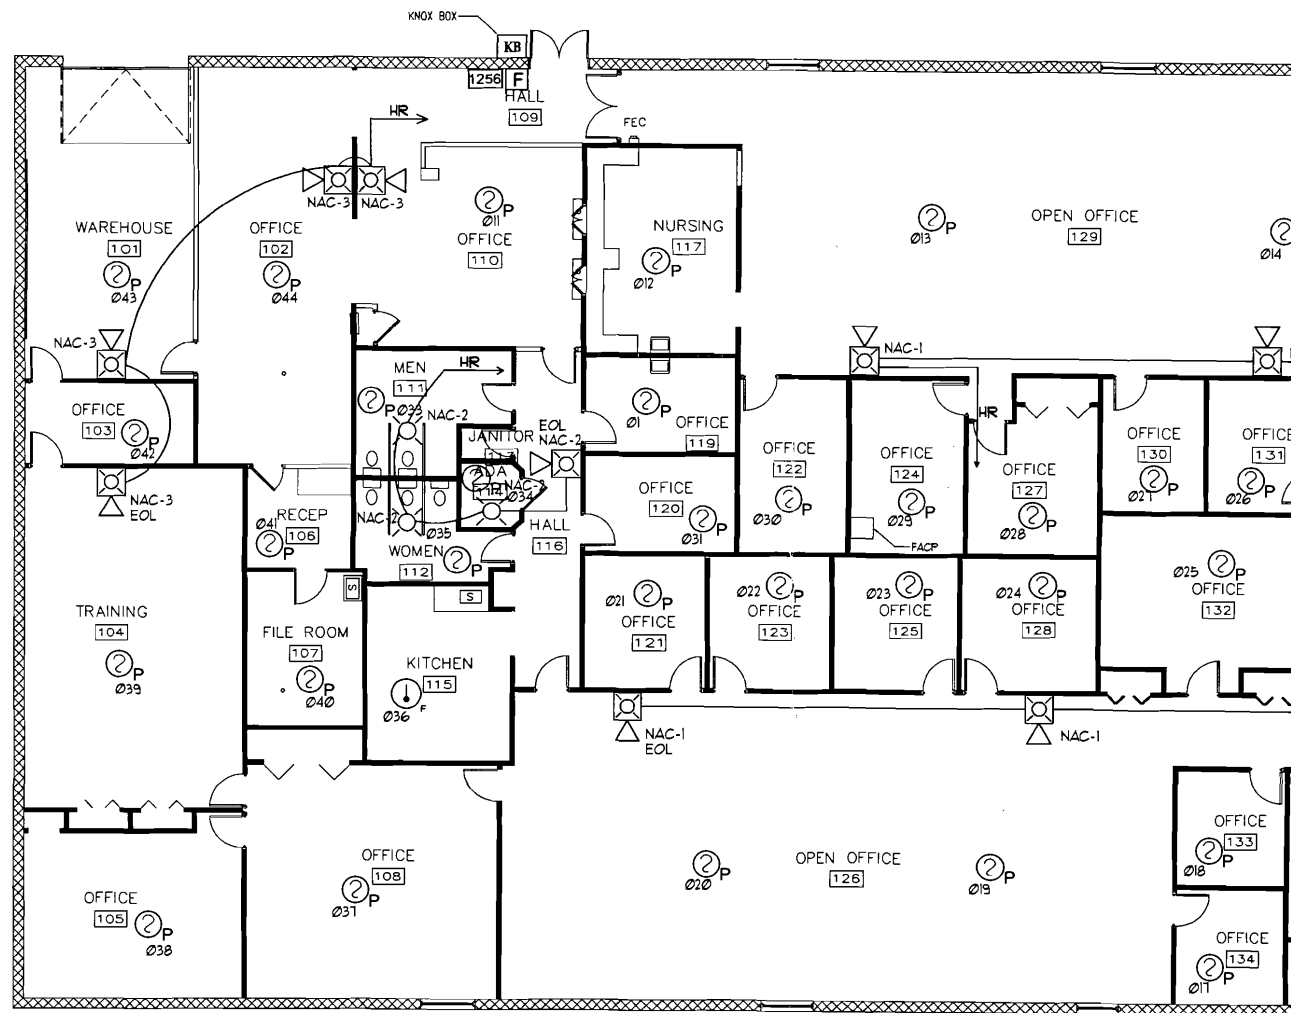 KNOX BOX
KB
1256 F
HALL
109
HR
FEC
NAC-3 NAC-3
Ø11 P
OFFICE
110
WAREHOUSE
101
P
Ø43
OFFICE
102
P
Ø44
NURSING
117
P
Ø12
P
Ø13
OPEN OFFICE
129
Ø14
NAC-3
NAC-1
MEN
111
HR
P
Ø33
NAC-2
OFFICE
103
P
Ø42
JANITOR
EOL
NAC-2
P
Ø1
OFFICE
119
HR
OFFICE
122
P
Ø30
OFFICE
124
P
Ø29
FACP
OFFICE
127
P
Ø28
OFFICE
130
P
Ø27
OFFICE
131
P
Ø26
NAC-3
EOL
ADA
114
NAC-2
Ø34
OFFICE
120
P
Ø31
Ø41
RECEP
106
P
NAC-2
Ø35
WOMEN
112
P
HALL
116
TRAINING
104
P
Ø39
S
FILE ROOM
107
P
Ø40
S
KITCHEN
115
Ø36
F
Ø21
P
OFFICE
121
Ø22
P
OFFICE
123
Ø23
P
OFFICE
125
Ø24
P
OFFICE
128
Ø25
P
OFFICE
132
NAC-1
EOL
NAC-1
OFFICE
108
P
Ø37
OFFICE
105
P
Ø38
P
Ø20
OPEN OFFICE
126
P
Ø19
OFFICE
133
P
Ø18
OFFICE
134
P
Ø17